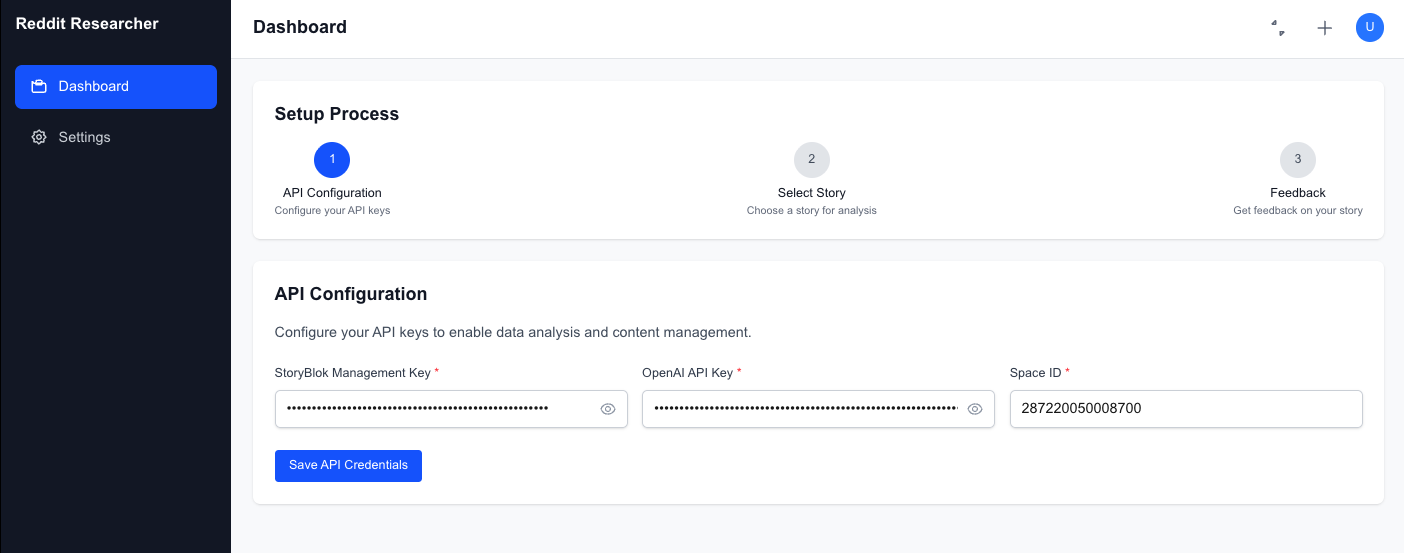 Reddit Researcher
Dashboard
Settings
Dashboard
U
Setup Process
1
API Configuration
Configure your API keys
2
Select Story
Choose a story for analysis
3
Feedback
Get feedback on your story
API Configuration
Configure your API keys to enable data analysis and content management.
StoryBlok Management Key *
OpenAI API Key *
Space ID *
287220050008700
Save API Credentials